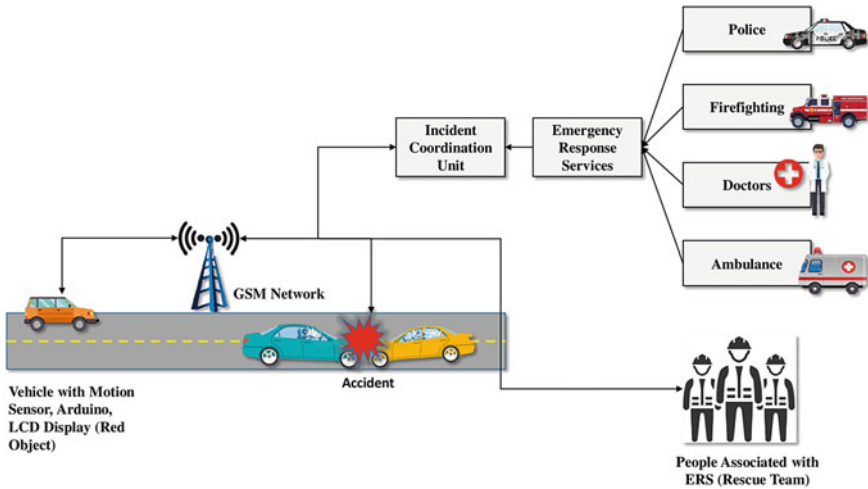 Police
POLICE
Firefighting
Incident
Coordination
Unit
Emergency
Response
Services
Doctors
Ambulance
GSM Network
Accident
Vehicle with Motion
Sensor, Arduino,
LCD Display (Red
Object)
People Associated with
ERS (Rescue Team)